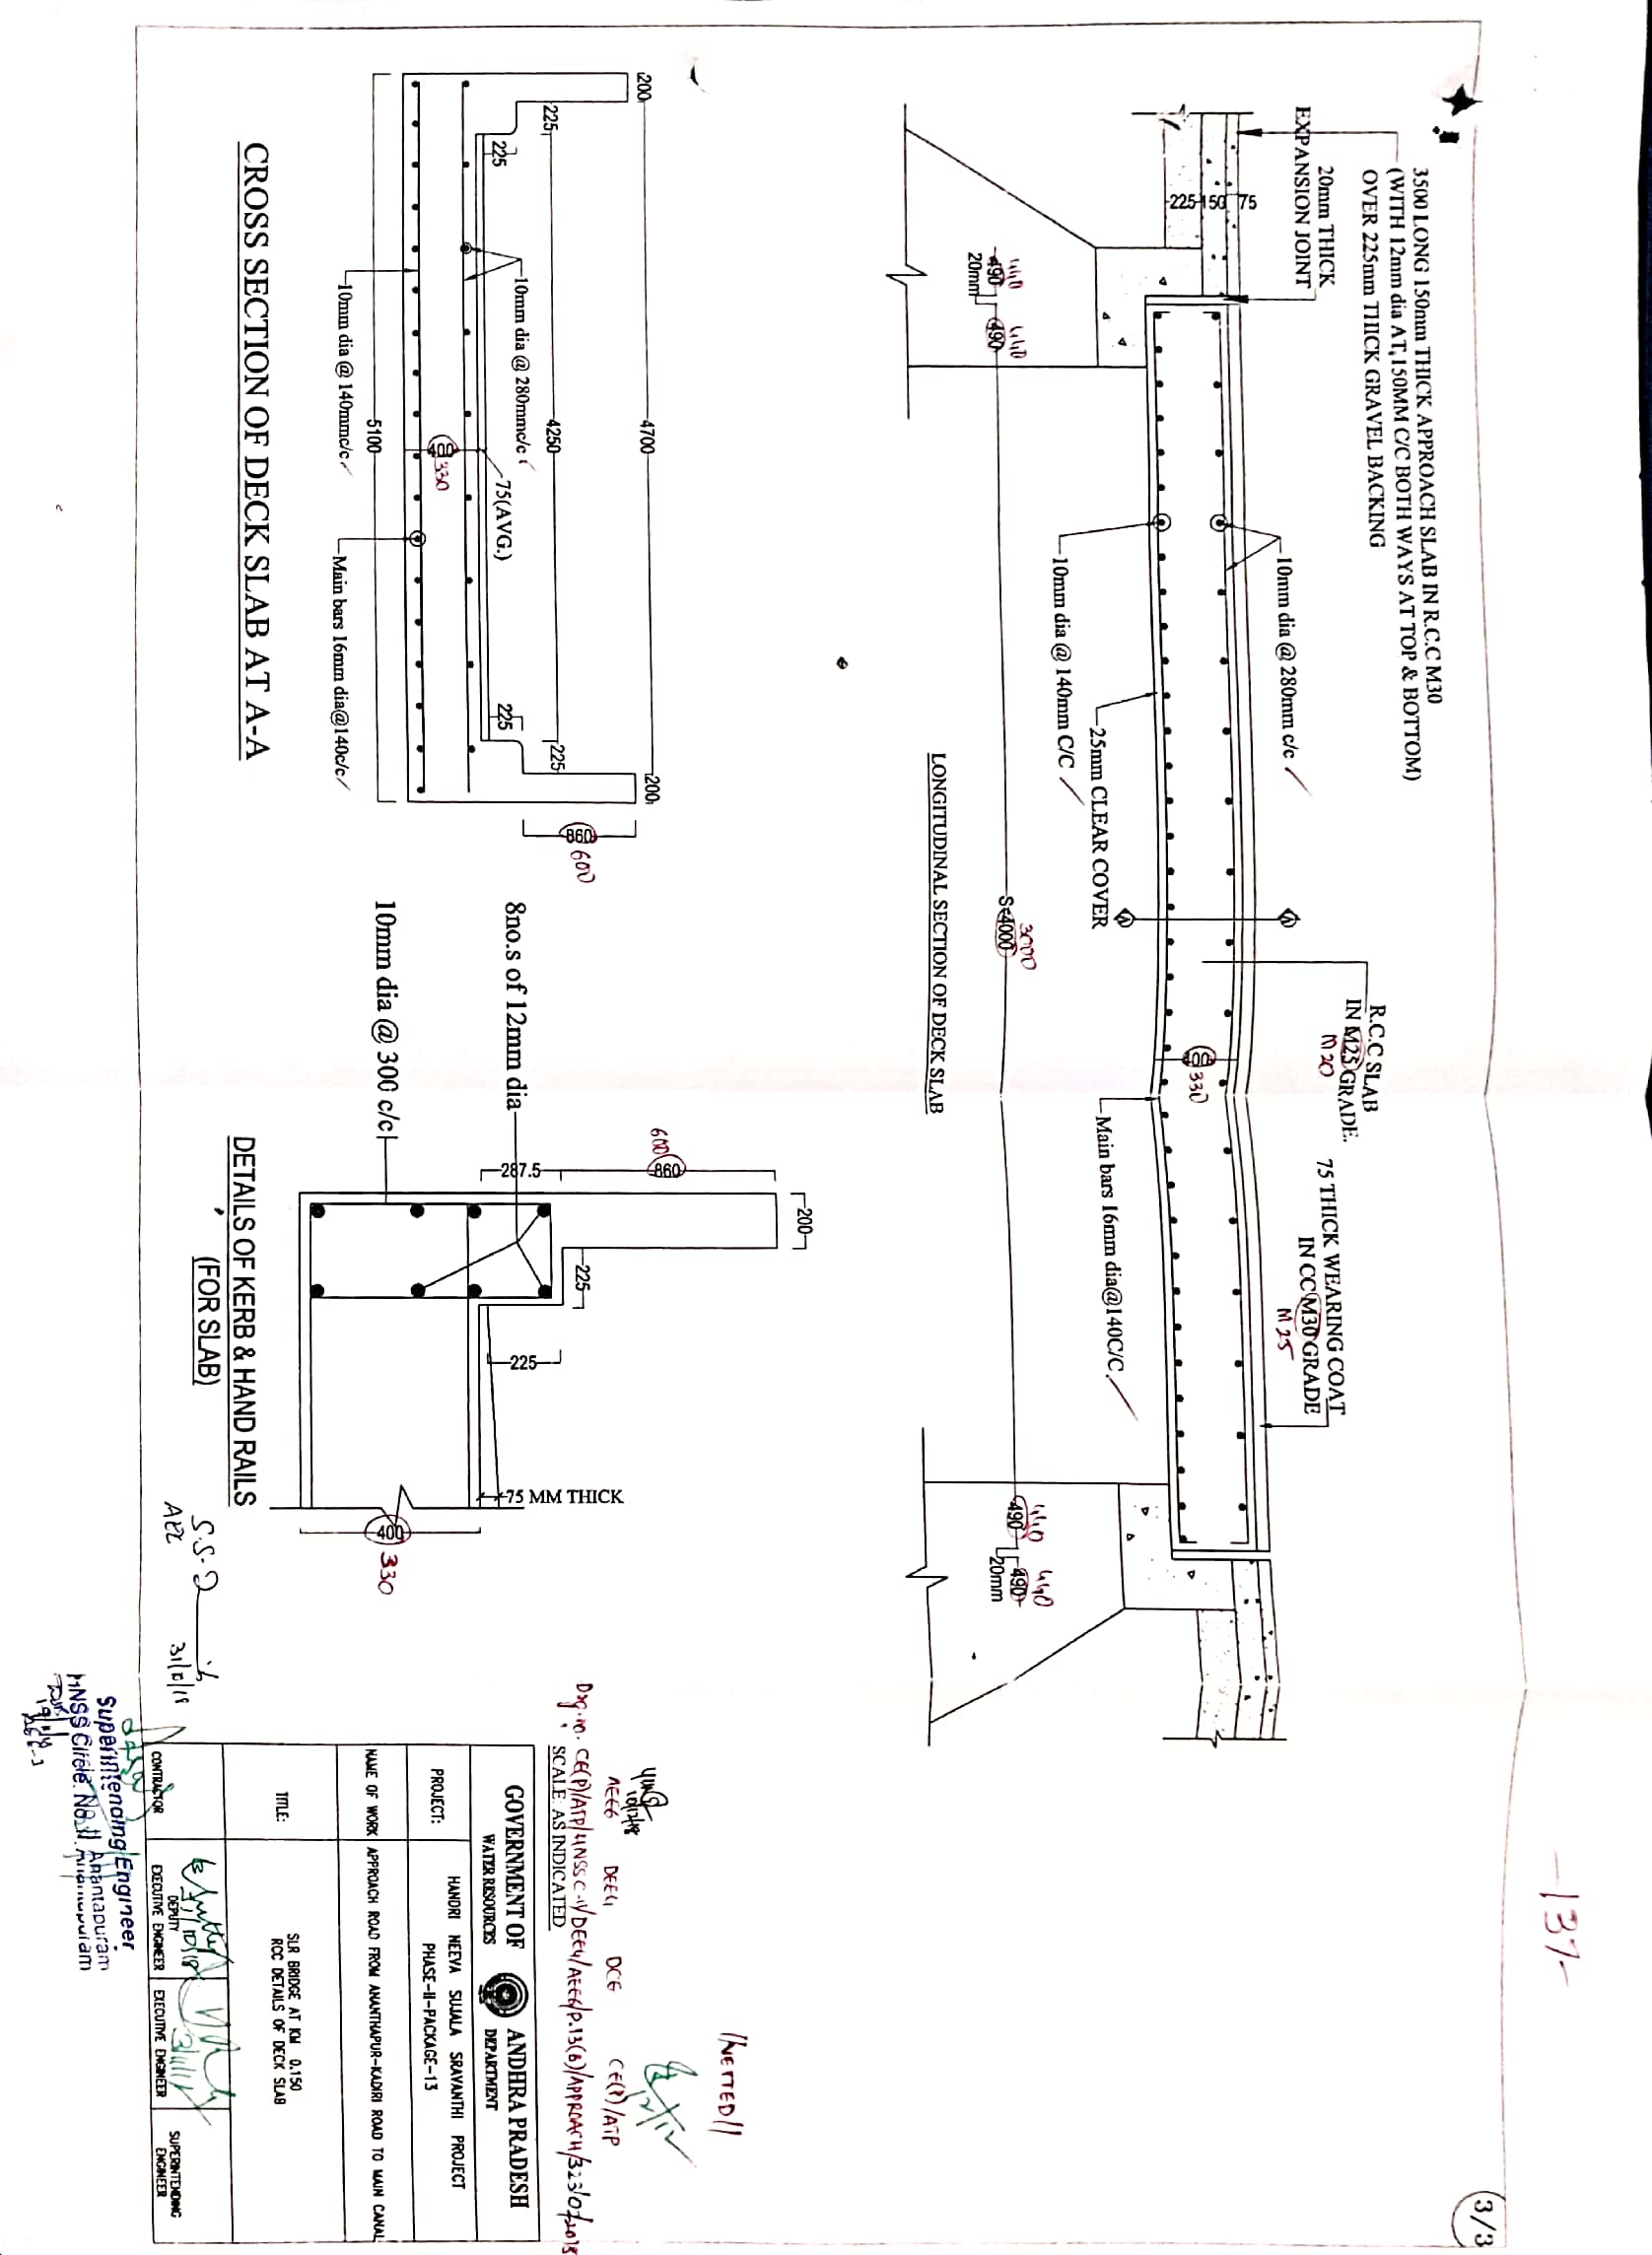 -137-
3/3
3500 LONG 150mm THICK APPROACH SLAB IN R.C.C M30
(WITH 12mm dia AT 150MM C/C BOTH WAYS AT TOP & BOTTOM)
OVER 225mm THICK GRAVEL BACKING
R.C.C SLAB
IN M25 GRADE.
M20
75 THICK WEARING COAT
IN CC M30 GRADE
M25
20mm THICK
EXPANSION JOINT
10mm dia @ 280mm c/c
A
75
150
225
400
330
A
25mm CLEAR COVER
Main bars 16mm dia@140C/C
10mm dia @ 140mm C/C
440 440
490 490
20mm
3000
S=4000
440 440
490 490
20mm
LONGITUDINAL SECTION OF DECK SLAB
200 4700 200
860 600
225 4250 225
10mm dia @ 280mmc/c
225
75(AVG.)
225
400 330
5100
10mm dia @ 140mmc/c
Main bars 16mm dia@140c/c
CROSS SECTION OF DECK SLAB AT A-A
200
600 860
225
75 MM THICK
287.5
225
8no.s of 12mm dia
10mm dia @ 300 c/c
400 330
DETAILS OF KERB & HAND RAILS
(FOR SLAB)
S.S.
AEE
31/10/18
//VETTED//
12/12
10/12/18
AEE6 DEE4 DCE CE(P)/ATP
Drg.no. CE(P)/ATP/HNSS C-II/DEE4/AEE6/P.13(B)/APPROACH/323/07/2018
SCALE: AS INDICATED
GOVERNMENT OF ANDHRA PRADESH
WATER RESOURCES DEPARTMENT
PROJECT:
HANDRI NEEVA SUJALA SRAVANTHI PROJECT
PHASE-II-PACKAGE-13
NAME OF WORK
APPROACH ROAD FROM ANANTHAPUR-KADIRI ROAD TO MAIN CANAL
TITLE:
SLR BRIDGE AT KM 0.150
RCC DETAILS OF DECK SLAB
31/10/18
CONTRACTOR
DEPUTY
EXECUTIVE ENGINEER
EXECUTIVE ENGINEER
SUPERINTENDING
ENGINEER
Superintending Engineer
HNSS Circle. No.II. Anantapuram
Anantapuram